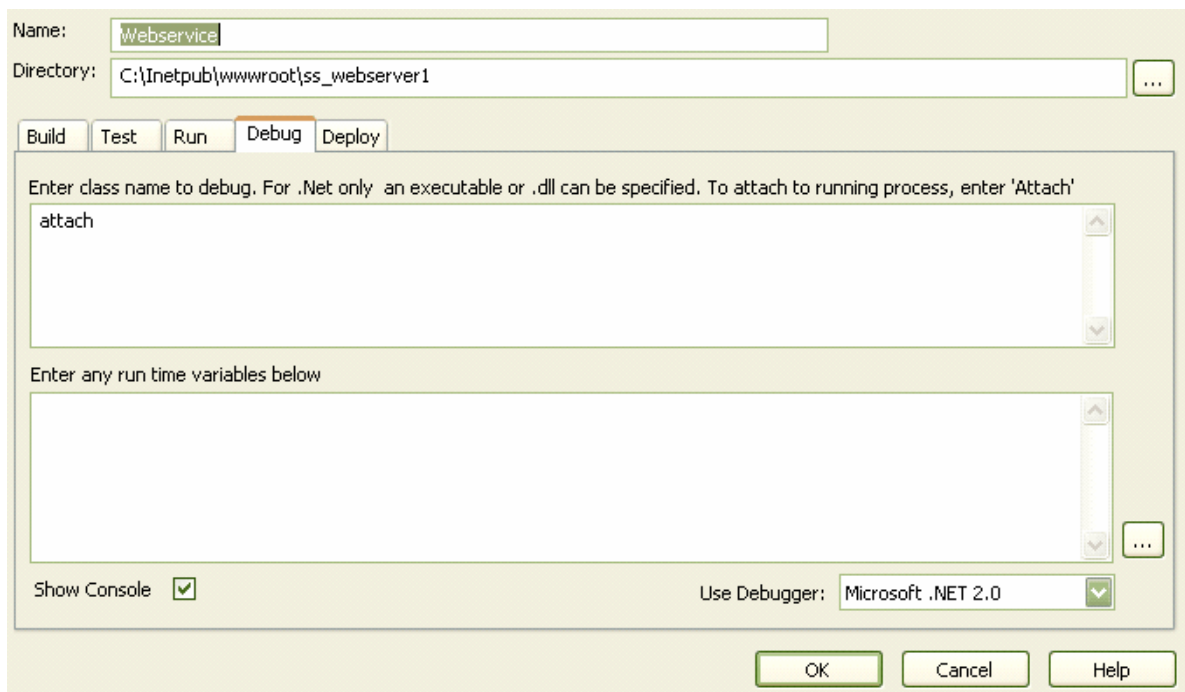 Name: Webservice
Directory: C:\Inetpub\wwwroot\ss_webserver1 ...
Build Test Run Debug Deploy
Enter class name to debug. For .Net only an executable or .dll can be specified. To attach to running process, enter 'Attach'
attach
Enter any run time variables below
...
Show Console Use Debugger: Microsoft .NET 2.0
OK Cancel Help